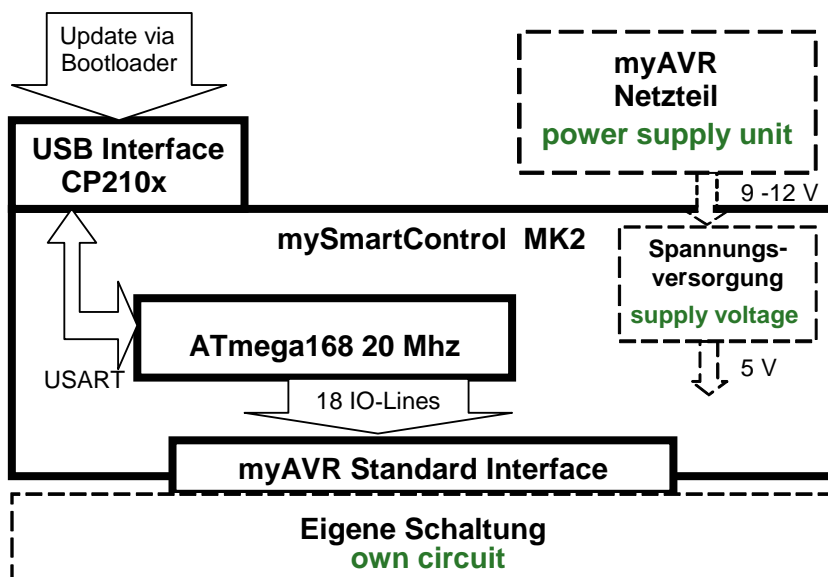 Update via
Bootloader
myAVR
Netzteil
power supply unit
USB Interface
CP210x
9 -12 V
mySmartControl MK2
Spannungs-
versorgung
supply voltage
ATmega168 20 Mhz
5 V
USART
18 IO-Lines
myAVR Standard Interface
Eigene Schaltung
own circuit